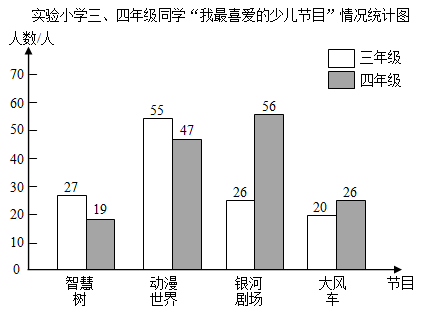 实验小学三、四年级同学“我最喜爱的少儿节目”情况统计图
人数/人
三年级
四年级
70
60
50
40
30
20
10
0
27
19
55
47
26
56
20
26
智慧
树
动漫
世界
银河
剧场
大风
车
节目